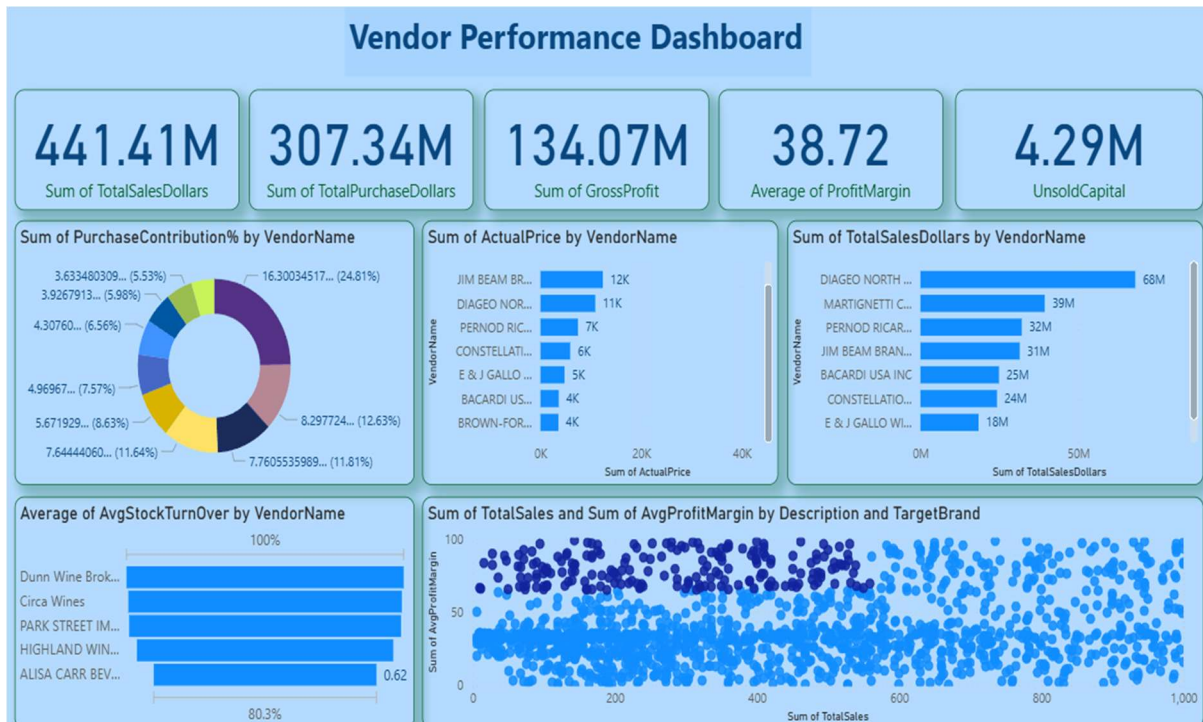 Vendor Performance Dashboard
441.41M
Sum of TotalSalesDollars
307.34M
Sum of TotalPurchaseDollars
134.07M
Sum of GrossProfit
38.72
Average of ProfitMargin
4.29M
UnsoldCapital
Sum of PurchaseContribution% by VendorName
3.633480309... (5.53%)
3.9267913... (5.98%)
4.30760... (6.56%)
4.96967... (7.57%)
5.671929... (8.63%)
7.64444060... (11.64%)
16.30034517... (24.81%)
8.297724... (12.63%)
7.7605535989... (11.81%)
Sum of ActualPrice by VendorName
VendorName
JIM BEAM BR... 12K
DIAGEO NOR... 11K
PERNOD RIC... 7K
CONSTELLATI... 6K
E & J GALLO ... 5K
BACARDI US... 4K
BROWN-FOR... 4K
0K 20K 40K
Sum of ActualPrice
Sum of TotalSalesDollars by VendorName
VendorName
DIAGEO NORTH ... 68M
MARTIGNETTI C... 39M
PERNOD RICAR... 32M
JIM BEAM BRAN... 31M
BACARDI USA INC 25M
CONSTELLATIO... 24M
E & J GALLO WI... 18M
0M 50M
Sum of TotalSalesDollars
Average of AvgStockTurnOver by VendorName
100%
Dunn Wine Brok...
Circa Wines
PARK STREET IM...
HIGHLAND WIN...
ALISA CARR BEV... 0.62
80.3%
Sum of TotalSales and Sum of AvgProfitMargin by Description and TargetBrand
Sum of AvgProfitMargin
100
50
0
0 200 400 600 800 1,000
Sum of TotalSales